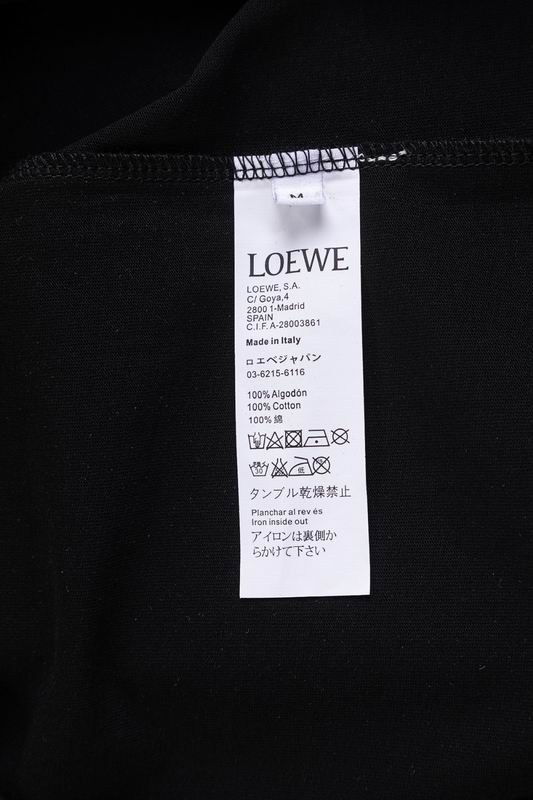 M
LOEWE
LOEWE, S.A.
C/ Goya,4
2800 1-Madrid
SPAIN
C.I.F. A-28003861
Made in Italy
ロエベジャパン
03-6215-6116
100% Algodón
100% Cotton
100% 綿
タンブル乾燥禁止
Planchar al rev és
Iron inside out
アイロンは裏側か
らかけて下さい